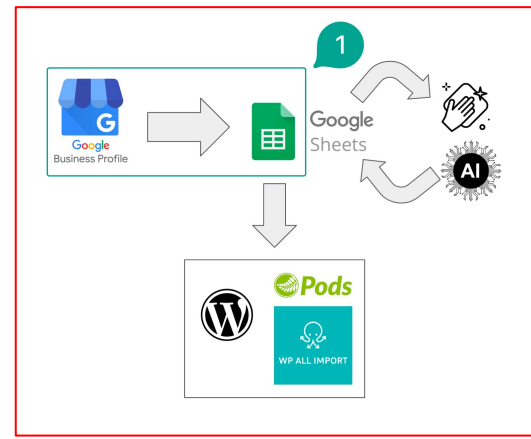 1
G
Google
Business Profile
Google
Sheets
AI
W
Pods
WP ALL IMPORT